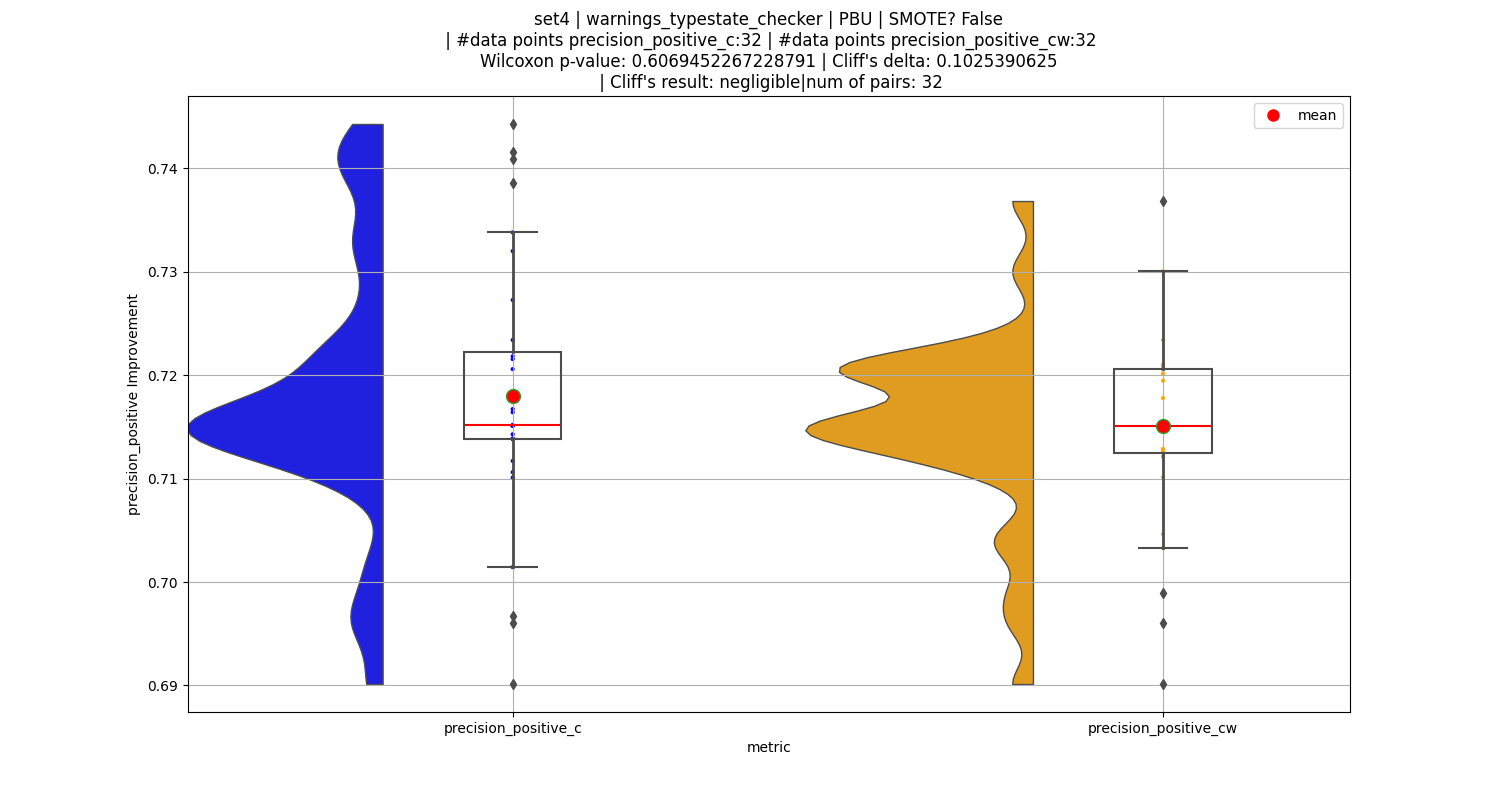 set4 | warnings_typestate_checker | PBU | SMOTE? False
| #data points precision_positive_c:32 | #data points precision_positive_cw:32
Wilcoxon p-value: 0.6069452267228791 | Cliff's delta: 0.1025390625
| Cliff's result: negligible|num of pairs: 32
mean
0.74
0.73
0.72
0.71
0.70
0.69
precision_positive Improvement
precision_positive_c
precision_positive_cw
metric